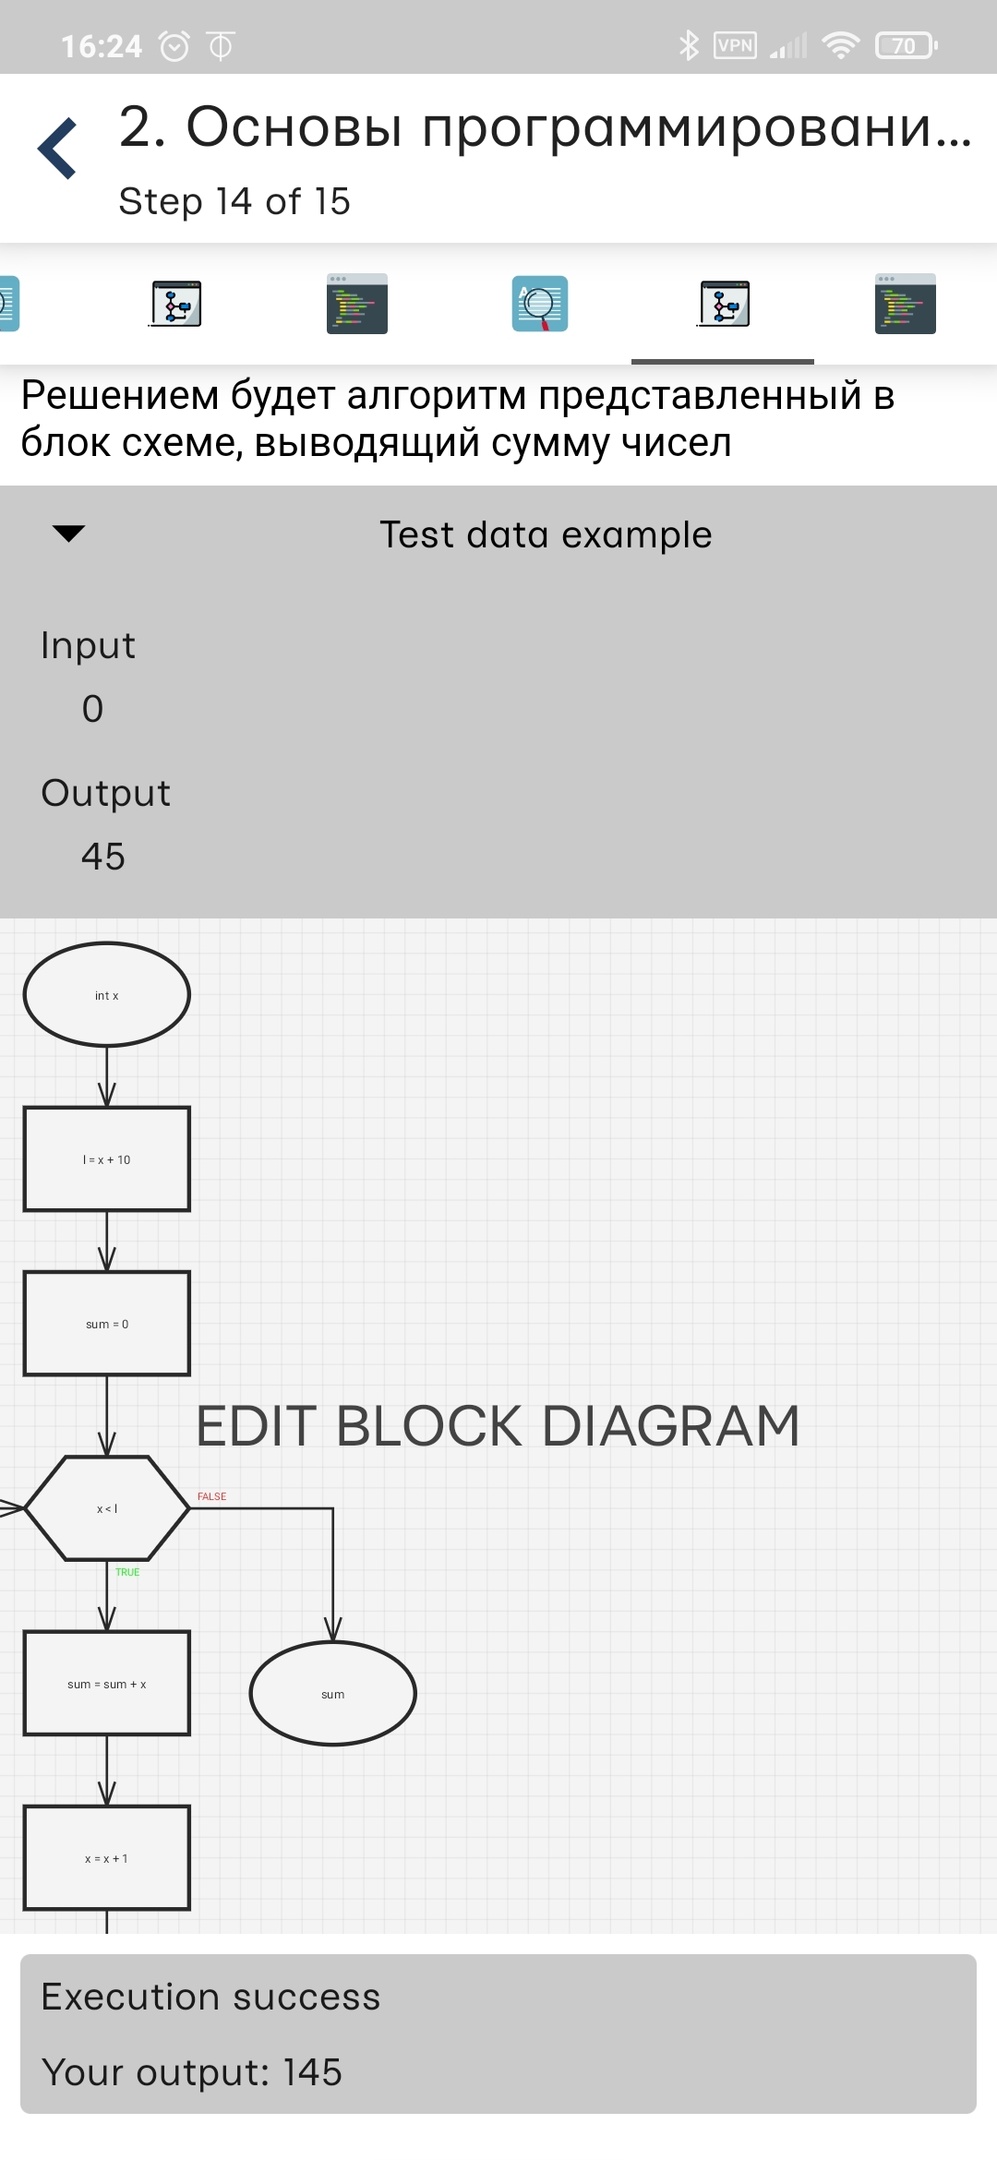 16:24
VPN
70
2. Основы программировани...
Step 14 of 15
Решением будет алгоритм представленный в
блок схеме, выводящий сумму чисел
Test data example
Input
0
Output
45
int x
l = x + 10
sum = 0
EDIT BLOCK DIAGRAM
x < l
FALSE
TRUE
sum = sum + x
sum
x = x + 1
Execution success
Your output: 145